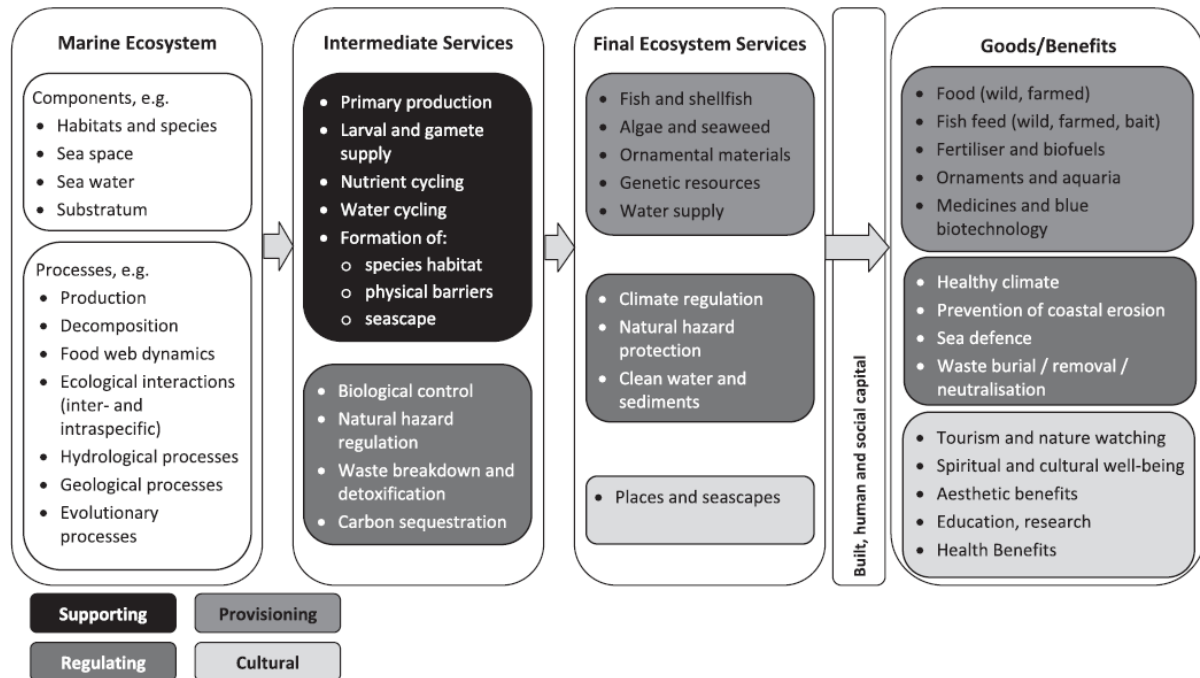 Marine Ecosystem
Components, e.g.
• Habitats and species
• Sea space
• Sea water
• Substratum
Processes, e.g.
• Production
• Decomposition
• Food web dynamics
• Ecological interactions
(inter- and
intraspecific)
• Hydrological processes
• Geological processes
• Evolutionary
processes
Intermediate Services
• Primary production
• Larval and gamete
supply
• Nutrient cycling
• Water cycling
• Formation of:
o species habitat
o physical barriers
o seascape
• Biological control
• Natural hazard
regulation
• Waste breakdown and
detoxification
• Carbon sequestration
Final Ecosystem Services
• Fish and shellfish
• Algae and seaweed
• Ornamental materials
• Genetic resources
• Water supply
• Climate regulation
• Natural hazard
protection
• Clean water and
sediments
• Places and seascapes
Built, human and social capital
Goods/Benefits
• Food (wild, farmed)
• Fish feed (wild, farmed, bait)
• Fertiliser and biofuels
• Ornaments and aquaria
• Medicines and blue
biotechnology
• Healthy climate
• Prevention of coastal erosion
• Sea defence
• Waste burial / removal /
neutralisation
• Tourism and nature watching
• Spiritual and cultural well-being
• Aesthetic benefits
• Education, research
• Health Benefits
Supporting
Provisioning
Regulating
Cultural